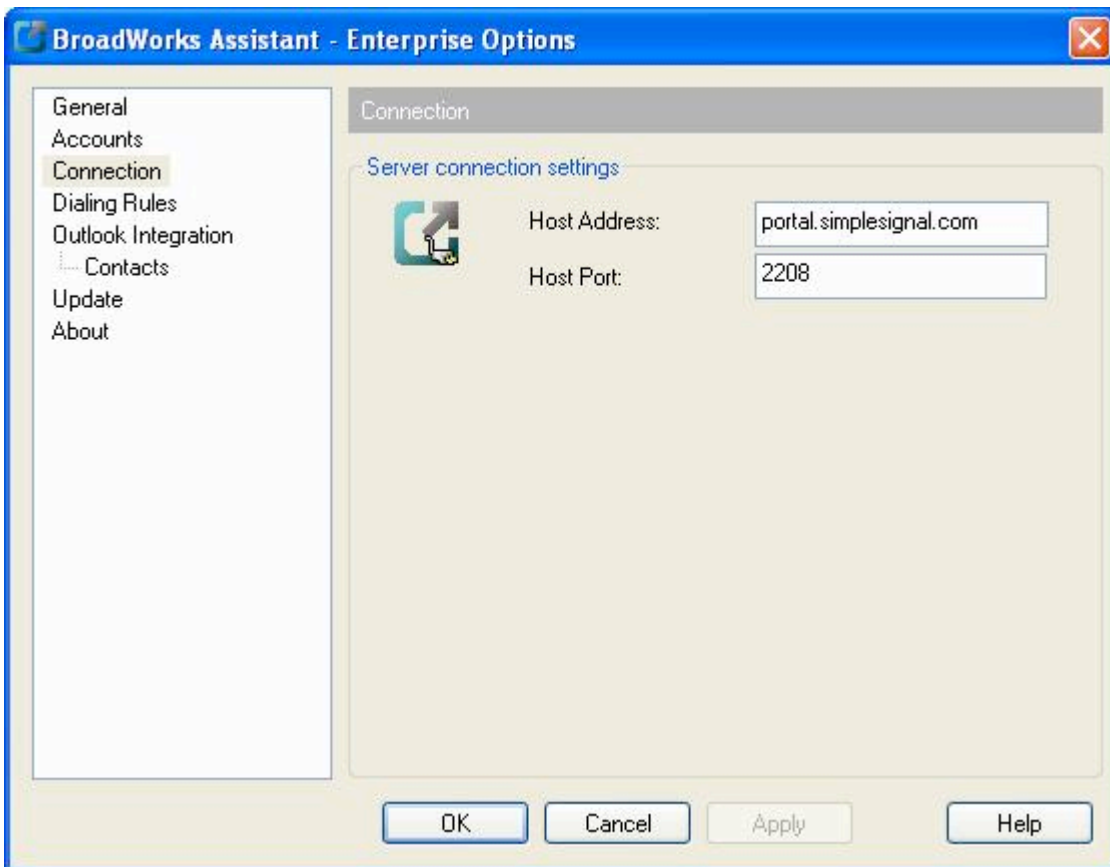 BroadWorks Assistant - Enterprise Options
General
Accounts
Connection
Dialing Rules
Outlook Integration
Contacts
Update
About
Connection
Server connection settings
Host Address: portal.simplesignal.com
Host Port: 2208
OK Cancel Apply Help